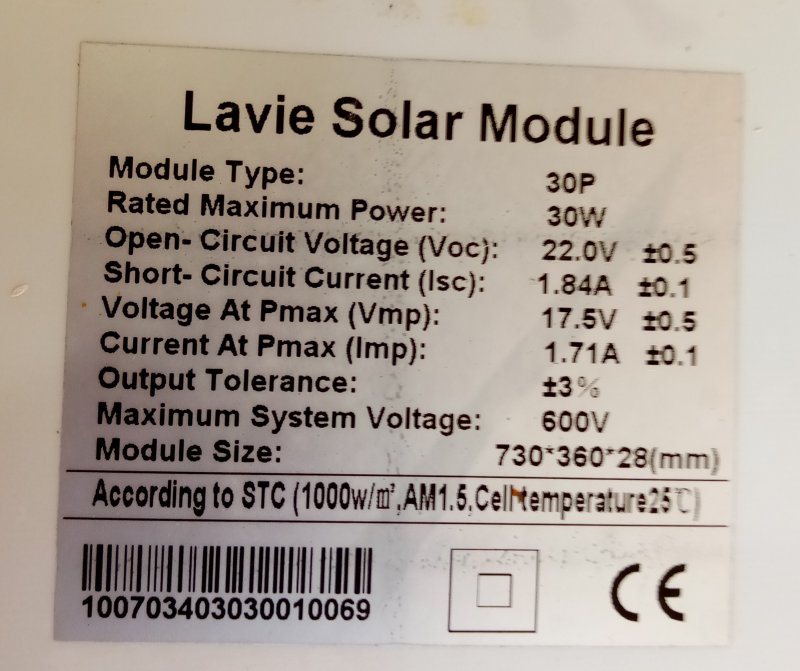 Lavie Solar Module
Module Type: 30P
Rated Maximum Power: 30W
Open- Circuit Voltage (Voc): 22.0V ±0.5
Short- Circuit Current (Isc): 1.84A ±0.1
Voltage At Pmax (Vmp): 17.5V ±0.5
Current At Pmax (Imp): 1.71A ±0.1
Output Tolerance: ±3%
Maximum System Voltage: 600V
Module Size: 730*360*28(mm)
According to STC (1000w/㎡,AM1.5,Cell temperature25℃)
100703403030010069
CE